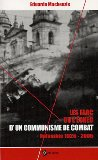 Eduardo Mackenzie
LES FARC
OU L'ÉCHEC
D'UN COMMUNISME DE COMBAT
Colombie 1925 - 2005